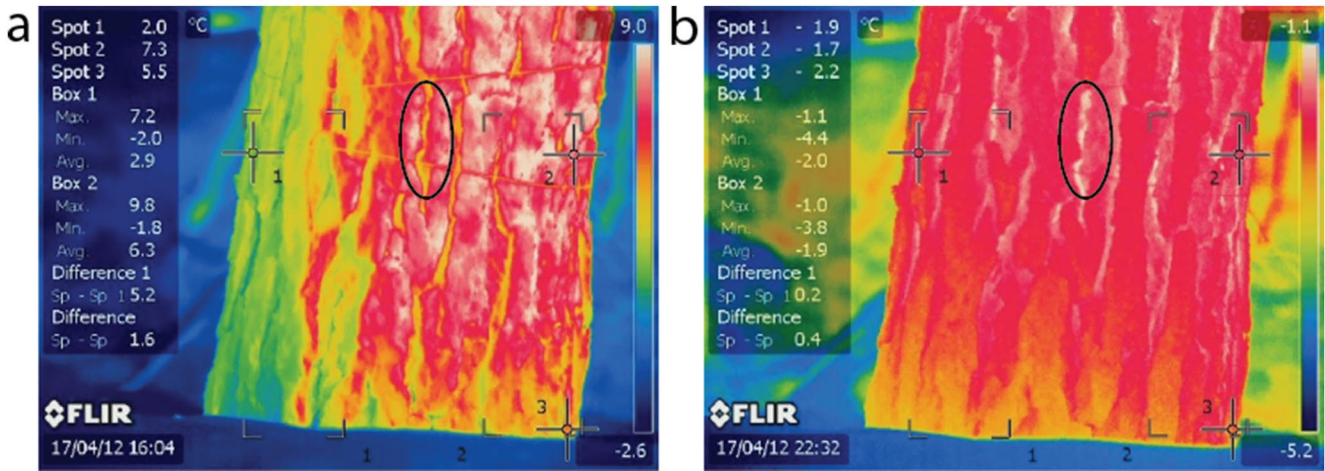 a
Spot 1 2.0 °C
Spot 2 7.3
Spot 3 5.5
Box 1
Max. 7.2
Min. -2.0
Avg. 2.9
Box 2
Max. 9.8
Min. -1.8
Avg. 6.3
Difference 1
Sp - Sp 1 5.2
Difference
Sp - Sp 1.6
9.0
1
2
3
FLIR
17/04/12 16:04
1 2
-2.6
b
Spot 1 - 1.9 °C
Spot 2 - 1.7
Spot 3 - 2.2
Box 1
Max. -1.1
Min. -4.4
Avg. -2.0
Box 2
Max. -1.0
Min. -3.8
Avg. -1.9
Difference 1
Sp - Sp 1 0.2
Difference
Sp - Sp 0.4
-1.1
1
2
3
FLIR
17/04/12 22:32
1 2
-5.2